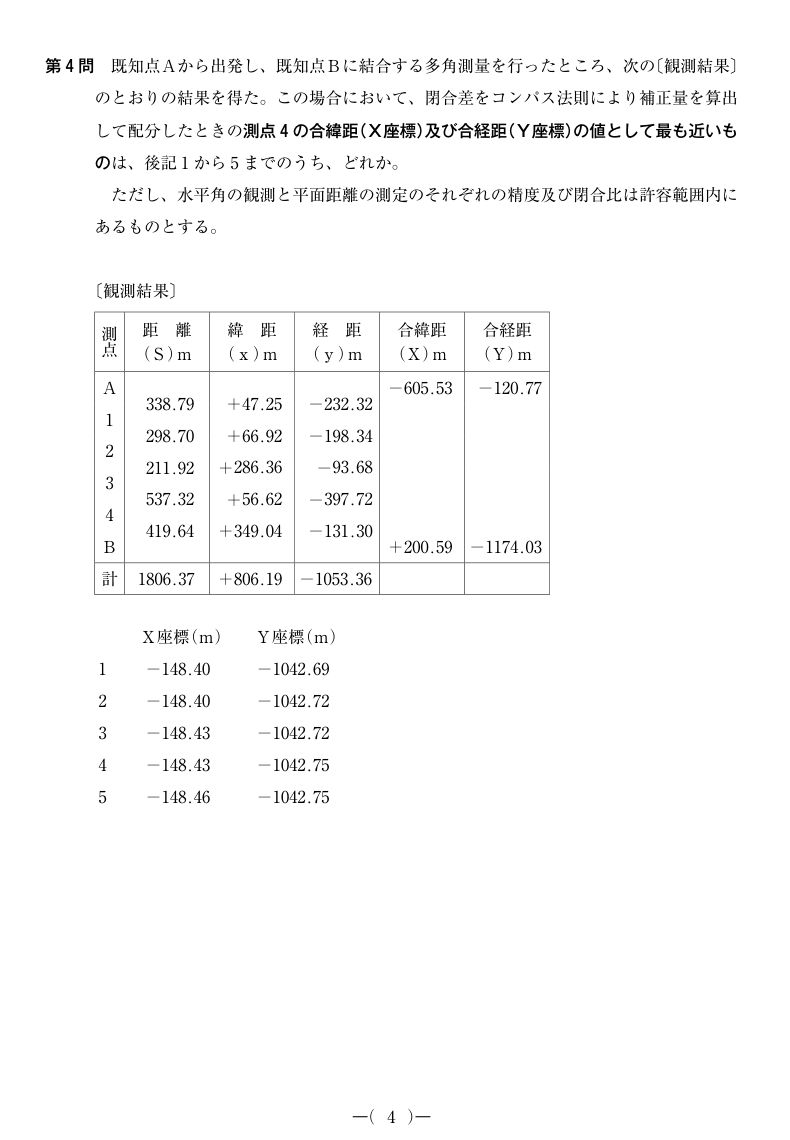 第4問　既知点Aから出発し、既知点Bに結合する多角測量を行ったところ、次の〔観測結果〕
のとおりの結果を得た。この場合において、閉合差をコンパス法則により補正量を算出
して配分したときの測点4の合緯距(X座標)及び合経距(Y座標)の値として最も近いも
のは、後記1から5までのうち、どれか。
ただし、水平角の観測と平面距離の測定のそれぞれの精度及び閉合比は許容範囲内に
あるものとする。
〔観測結果〕
測点 距　離 緯　距 経　距 合緯距 合経距
(S)m (x)m (y)m (X)m (Y)m
A −605.53 −120.77
338.79 +47.25 −232.32
1
298.70 +66.92 −198.34
2
211.92 +286.36 −93.68
3
537.32 +56.62 −397.72
4
419.64 +349.04 −131.30
B +200.59 −1174.03
計 1806.37 +806.19 −1053.36
X座標(m) Y座標(m)
1 −148.40 −1042.69
2 −148.40 −1042.72
3 −148.43 −1042.72
4 −148.43 −1042.75
5 −148.46 −1042.75
―( 4 )―